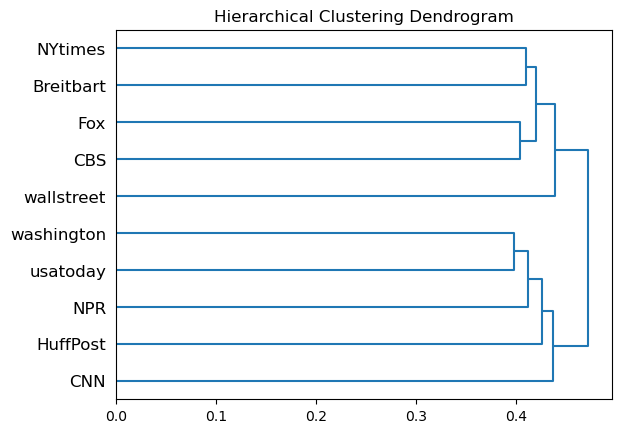 Hierarchical Clustering Dendrogram
NYtimes
Breitbart
Fox
CBS
wallstreet
washington
usatoday
NPR
HuffPost
CNN
0.0 0.1 0.2 0.3 0.4